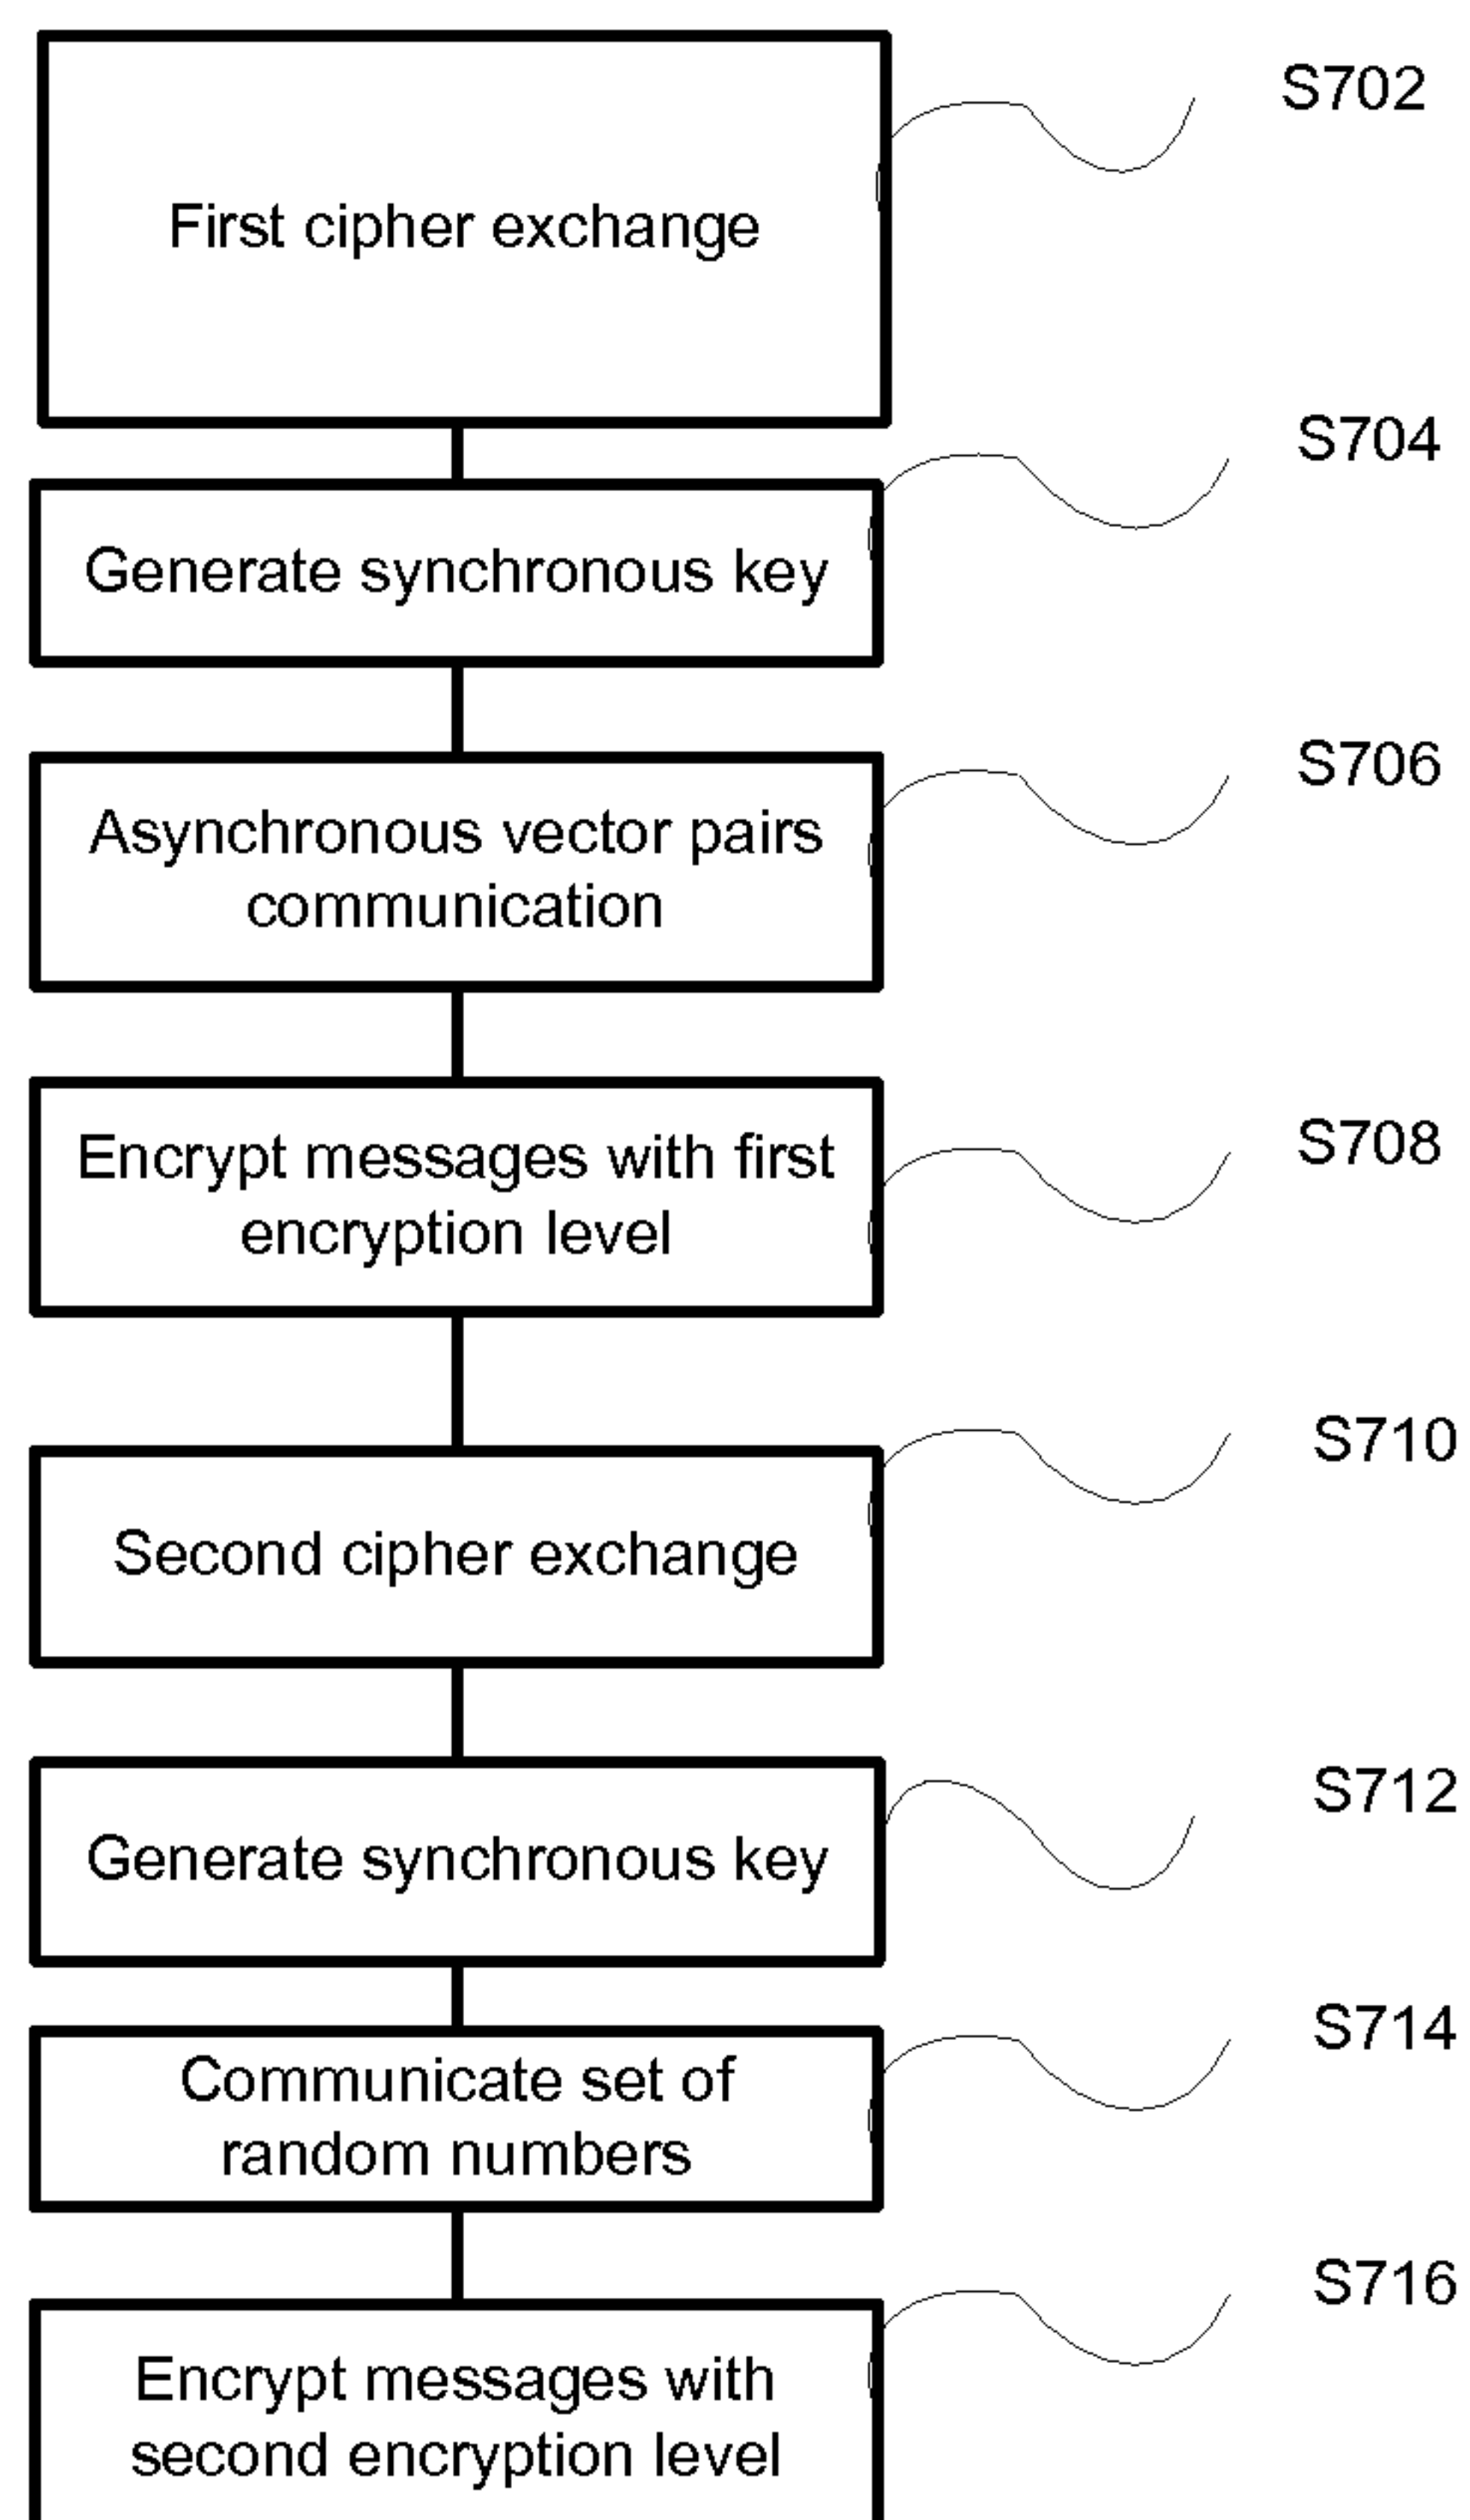 S702
First cipher exchange
S704
Generate synchronous key
S706
Asynchronous vector pairs
communication
S708
Encrypt messages with first
encryption level
S710
Second cipher exchange
S712
Generate synchronous key
S714
Communicate set of
random numbers
S716
Encrypt messages with
second encryption level